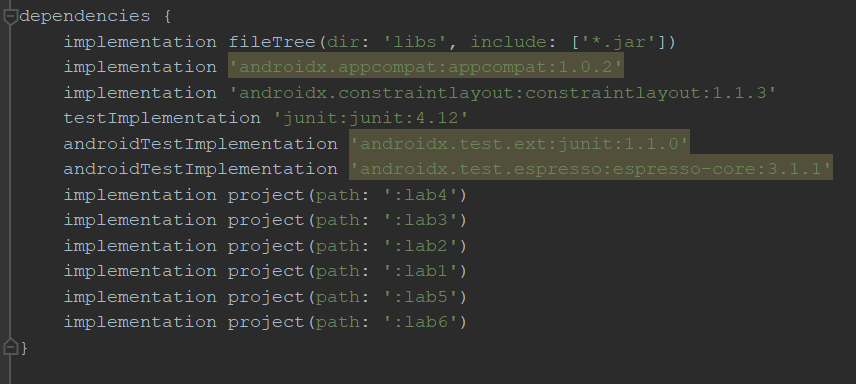 dependencies {
    implementation fileTree(dir: 'libs', include: ['*.jar'])
    implementation 'androidx.appcompat:appcompat:1.0.2'
    implementation 'androidx.constraintlayout:constraintlayout:1.1.3'
    testImplementation 'junit:junit:4.12'
    androidTestImplementation 'androidx.test.ext:junit:1.1.0'
    androidTestImplementation 'androidx.test.espresso:espresso-core:3.1.1'
    implementation project(path: ':lab4')
    implementation project(path: ':lab3')
    implementation project(path: ':lab2')
    implementation project(path: ':lab1')
    implementation project(path: ':lab5')
    implementation project(path: ':lab6')
}